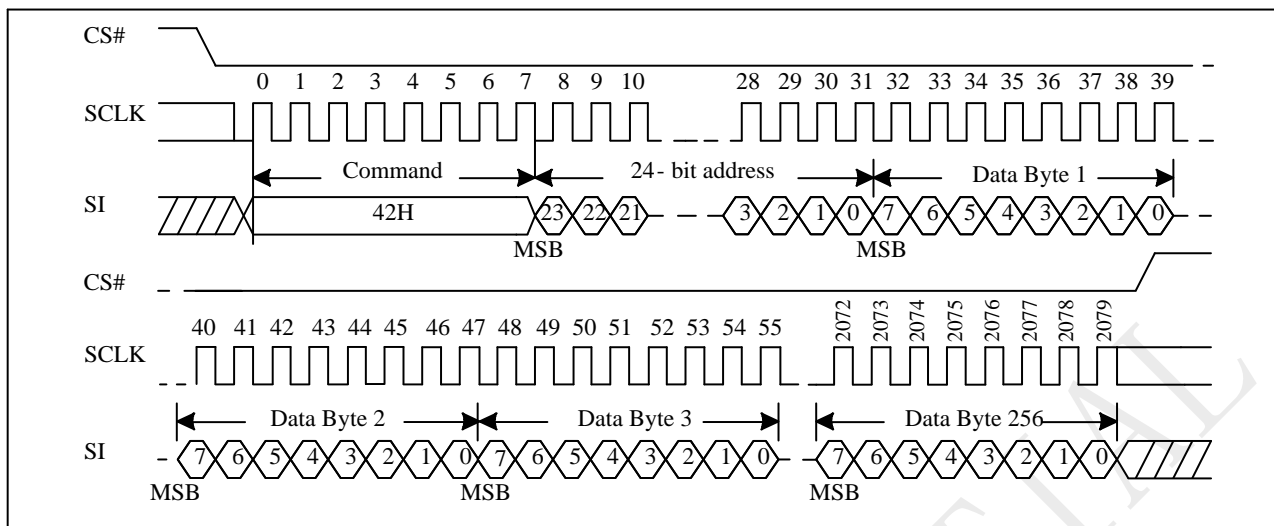 CS#
0 1 2 3 4 5 6 7 8 9 10 28 29 30 31 32 33 34 35 36 37 38 39
SCLK
Command 24- bit address Data Byte 1
SI 42H 23 22 21 3 2 1 0 7 6 5 4 3 2 1 0
MSB MSB
CS#
40 41 42 43 44 45 46 47 48 49 50 51 52 53 54 55 2072 2073 2074 2075 2076 2077 2078 2079
SCLK
Data Byte 2 Data Byte 3 Data Byte 256
SI 7 6 5 4 3 2 1 0 7 6 5 4 3 2 1 0 7 6 5 4 3 2 1 0
MSB MSB MSB